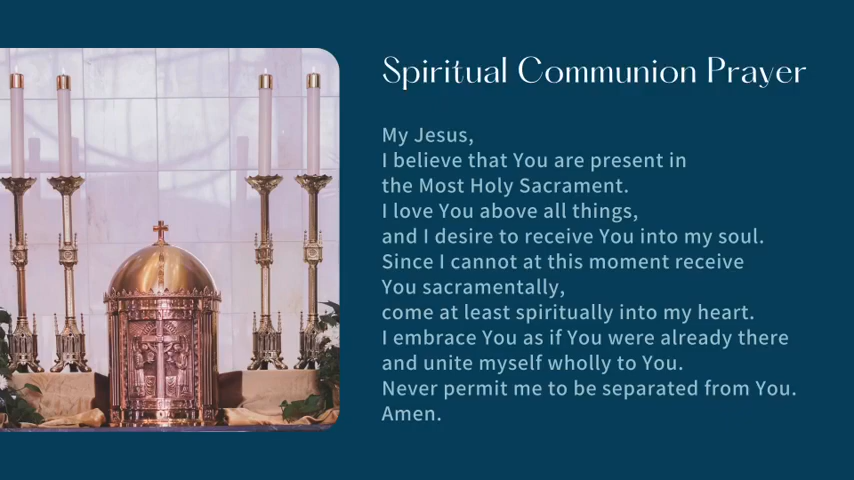 Spiritual Communion Prayer
My Jesus,
I believe that You are present in
the Most Holy Sacrament.
I love You above all things,
and I desire to receive You into my soul.
Since I cannot at this moment receive
You sacramentally,
come at least spiritually into my heart.
I embrace You as if You were already there
and unite myself wholly to You.
Never permit me to be separated from You.
Amen.